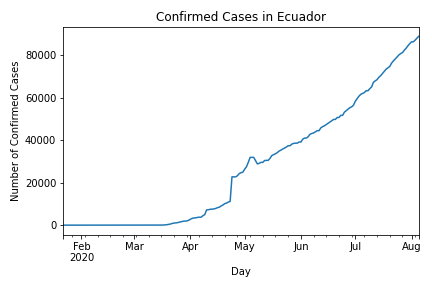 Confirmed Cases in Ecuador
Number of Confirmed Cases
80000
60000
40000
20000
0
Feb Mar Apr May Jun Jul Aug
2020
Day